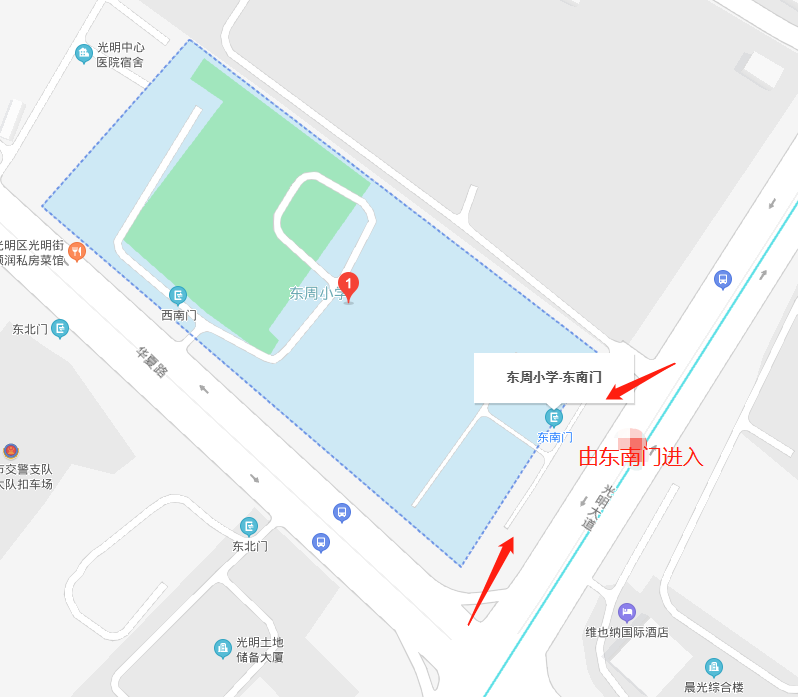 光明中心
医院宿舍
光明区光明街
润私房菜馆
东北门
西南门
东周小学
1
华夏路
东周小学-东南门
东南门
由东南门进入
光明大道
市交警支队
大队扣车场
东北门
光明土地
储备大厦
维也纳国际酒店
晨光综合楼